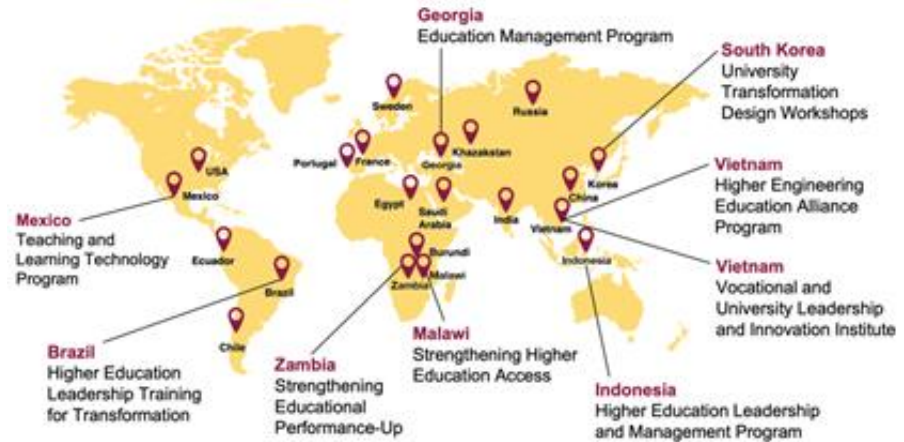 Georgia
Education Management Program
South Korea
University
Transformation
Design Workshops
Sweden
Russia
Portugal
France
Georgia
Khazakstan
USA
Mexico
Korea
China
Egypt
Saudi
Arabia
India
Vietnam
Vietnam
Higher Engineering
Education Alliance
Program
Mexico
Teaching and
Learning Technology
Program
Ecuador
Brazil
Chile
Burundi
Malawi
Zambia
Indonesia
Vietnam
Vocational and
University Leadership
and Innovation Institute
Brazil
Higher Education
Leadership Training
for Transformation
Zambia
Strengthening
Educational
Performance-Up
Malawi
Strengthening Higher
Education Access
Indonesia
Higher Education Leadership
and Management Program